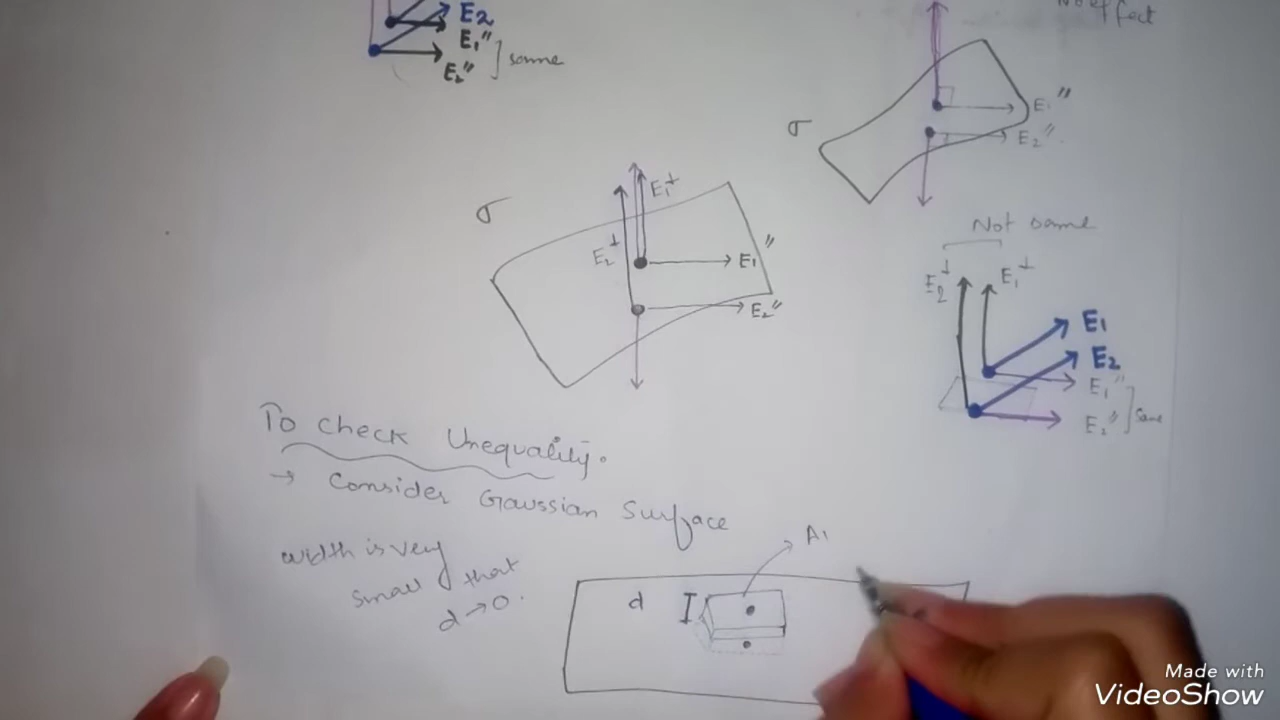 E2
E1"
E2"
same
No effect
σ
E1"
E2"
σ
E1⊥
E2⊥
E1"
E2"
Not same
E2⊥
E1⊥
E1
E2
E1"
E2"
same
To check Unequality.
→ Consider Gaussian Surface
width is very
small that
d→0.
A1
d
Made with
VideoShow